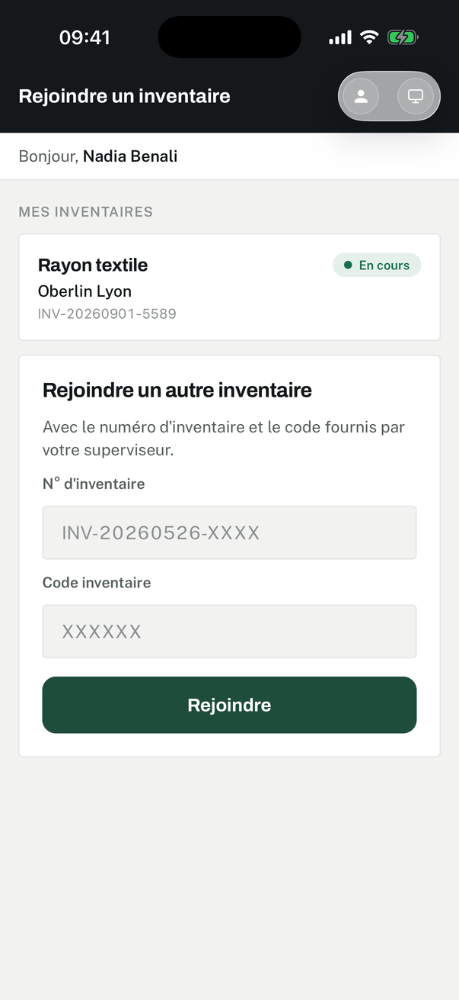 09:41
Rejoindre un inventaire
Bonjour, Nadia Benali
MES INVENTAIRES
Rayon textile
En cours
Oberlin Lyon
INV-20260901-5589
Rejoindre un autre inventaire
Avec le numéro d'inventaire et le code fournis par
votre superviseur.
N° d'inventaire
INV-20260526-XXXX
Code inventaire
XXXXXX
Rejoindre